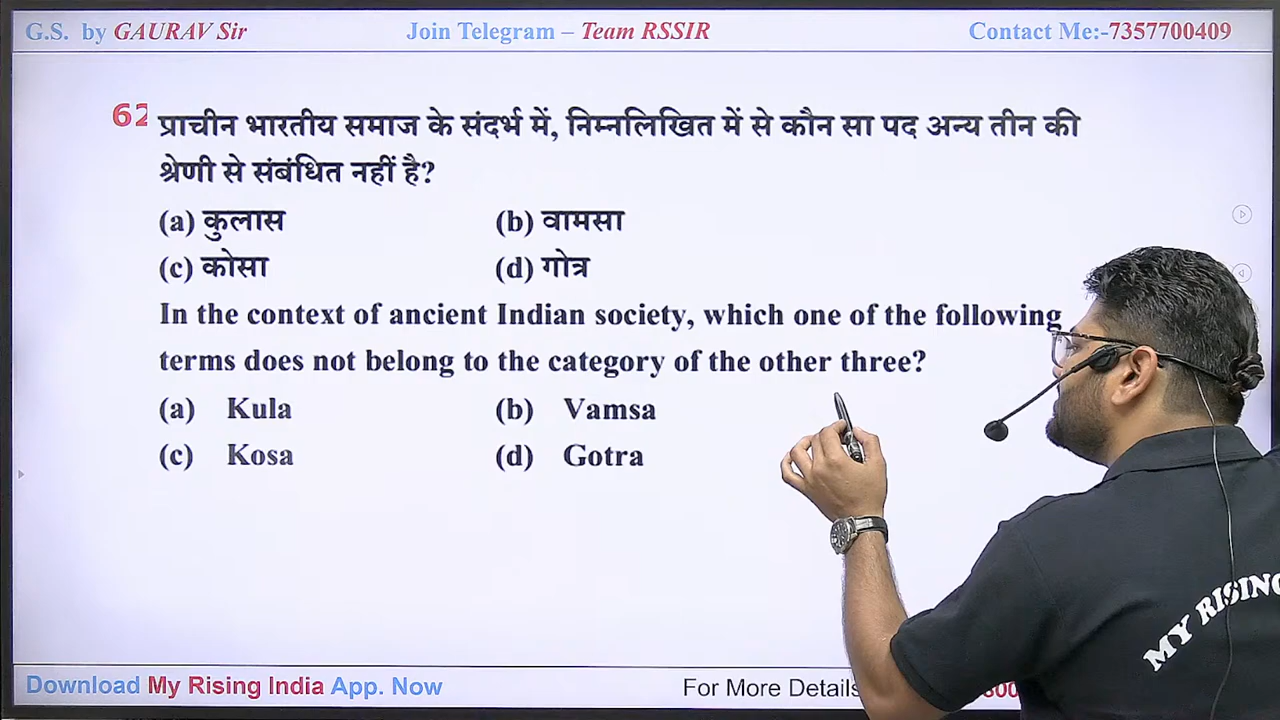 G.S. by GAURAV Sir
Join Telegram – Team RSSIR
Contact Me:-7357700409
62
प्राचीन भारतीय समाज के संदर्भ में, निम्नलिखित में से कौन सा पद अन्य तीन की
श्रेणी से संबंधित नहीं है?
(a) कुलास (b) वामसा
(c) कोसा (d) गोत्र
In the context of ancient Indian society, which one of the following
terms does not belong to the category of the other three?
(a) Kula (b) Vamsa
(c) Kosa (d) Gotra
MY RISING
Download My Rising India App. Now
For More Details